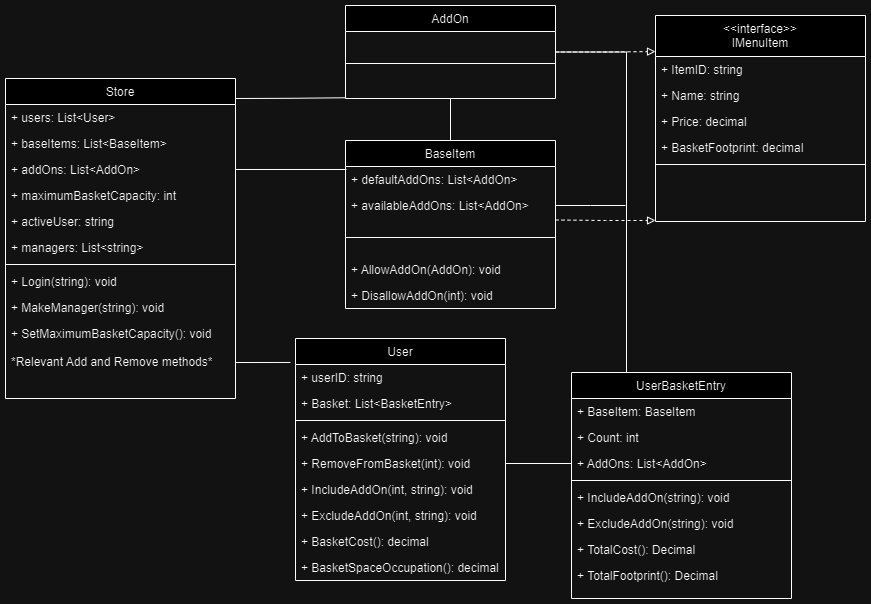 AddOn
<<interface>>
IMenuItem
+ ItemID: string
+ Name: string
+ Price: decimal
+ BasketFootprint: decimal
Store
+ users: List<User>
+ baseItems: List<BaseItem>
+ addOns: List<AddOn>
+ maximumBasketCapacity: int
+ activeUser: string
+ managers: List<string>
+ Login(string): void
+ MakeManager(string): void
+ SetMaximumBasketCapacity(): void
*Relevant Add and Remove methods*
BaseItem
+ defaultAddOns: List<AddOn>
+ availableAddOns: List<AddOn>
+ AllowAddOn(AddOn): void
+ DisallowAddOn(int): void
User
+ userID: string
+ Basket: List<BasketEntry>
+ AddToBasket(string): void
+ RemoveFromBasket(int): void
+ IncludeAddOn(int, string): void
+ ExcludeAddOn(int, string): void
+ BasketCost(): decimal
+ BasketSpaceOccupation(): decimal
UserBasketEntry
+ BaseItem: BaseItem
+ Count: int
+ AddOns: List<AddOn>
+ IncludeAddOn(string): void
+ ExcludeAddOn(string): void
+ TotalCost(): Decimal
+ TotalFootprint(): Decimal